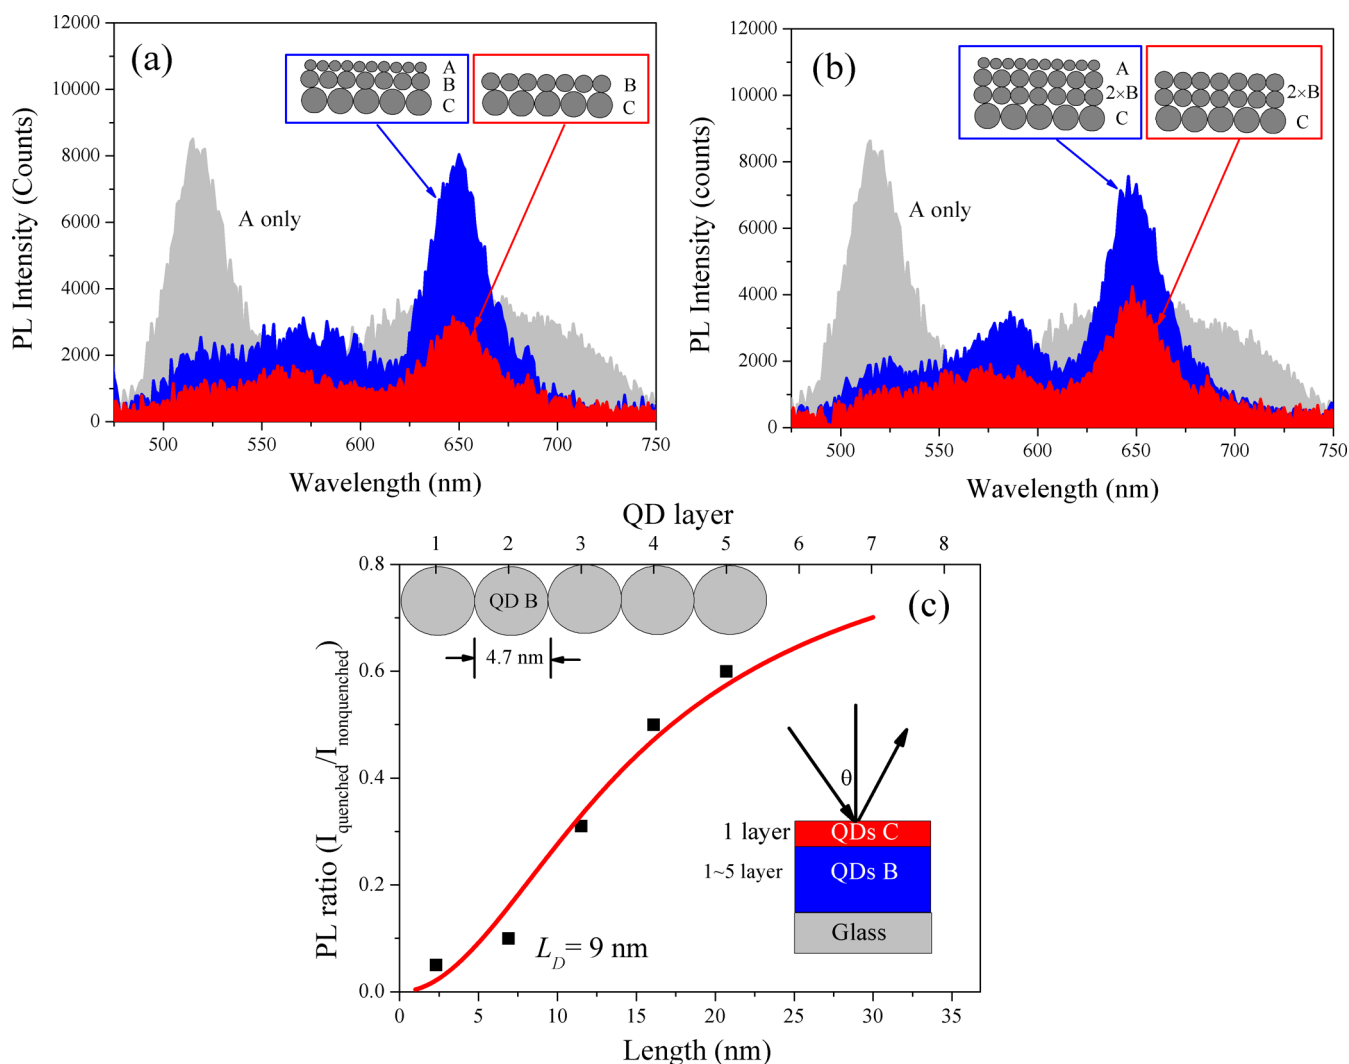 (a)
12000
10000
8000
6000
4000
2000
0
PL Intensity (Counts)
A
B
C
B
C
A only
500
550
600
650
700
750
Wavelength (nm)
(b)
12000
10000
8000
6000
4000
2000
0
PL Intensity (counts)
A
2×B
C
2×B
C
A only
500
550
600
650
700
750
Wavelength (nm)
QD layer
1 2 3 4 5 6 7 8
(c)
0.8
0.6
0.4
0.2
0.0
PL ratio (I_quenched/I_nonquenched)
QD B
4.7 nm
θ
1 layer
QDs C
1~5 layer
QDs B
Glass
L_D= 9 nm
0 5 10 15 20 25 30 35
Length (nm)